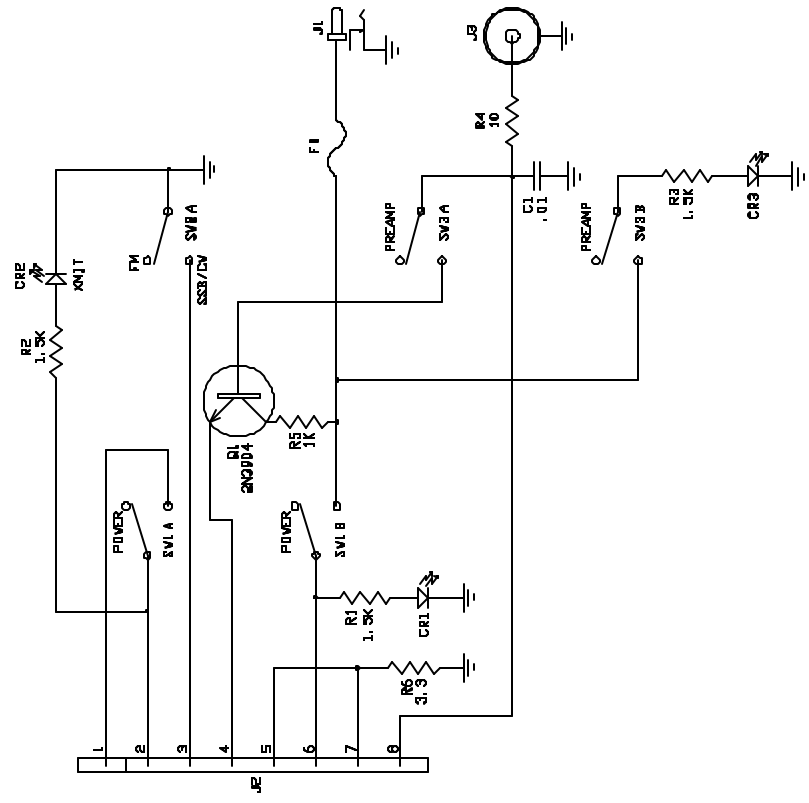 J1
J3
R4
10
F1
PREAMP
SW3A
C1
.01
PREAMP
SW3B
R3
1.5K
CR3
FM
SW2A
SSB/CW
CR2
XMIT
R2
1.5K
Q1
2N3904
R5
1K
POWER
SW1A
POWER
SW1B
R1
1.5K
CR1
R6
3.3
1
2
3
4
5
6
7
8
J2